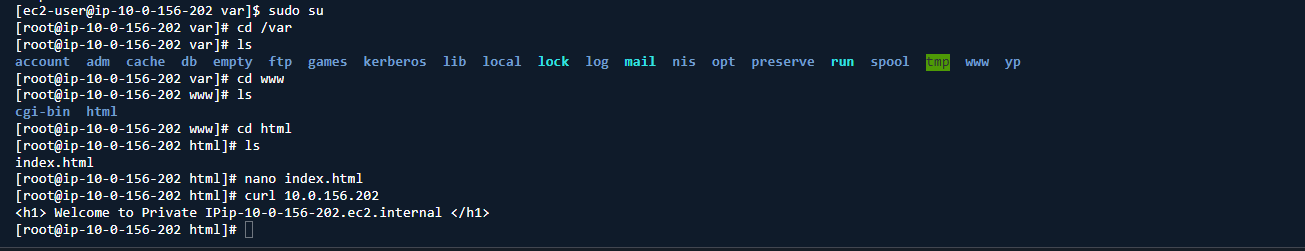 [ec2-user@ip-10-0-156-202 var]$ sudo su
[root@ip-10-0-156-202 var]# cd /var
[root@ip-10-0-156-202 var]# ls
account  adm  cache  db  empty  ftp  games  kerberos  lib  local  lock  log  mail  nis  opt  preserve  run  spool  tmp  www  yp
[root@ip-10-0-156-202 var]# cd www
[root@ip-10-0-156-202 www]# ls
cgi-bin  html
[root@ip-10-0-156-202 www]# cd html
[root@ip-10-0-156-202 html]# ls
index.html
[root@ip-10-0-156-202 html]# nano index.html
[root@ip-10-0-156-202 html]# curl 10.0.156.202
<h1> Welcome to Private IPip-10-0-156-202.ec2.internal </h1>
[root@ip-10-0-156-202 html]#